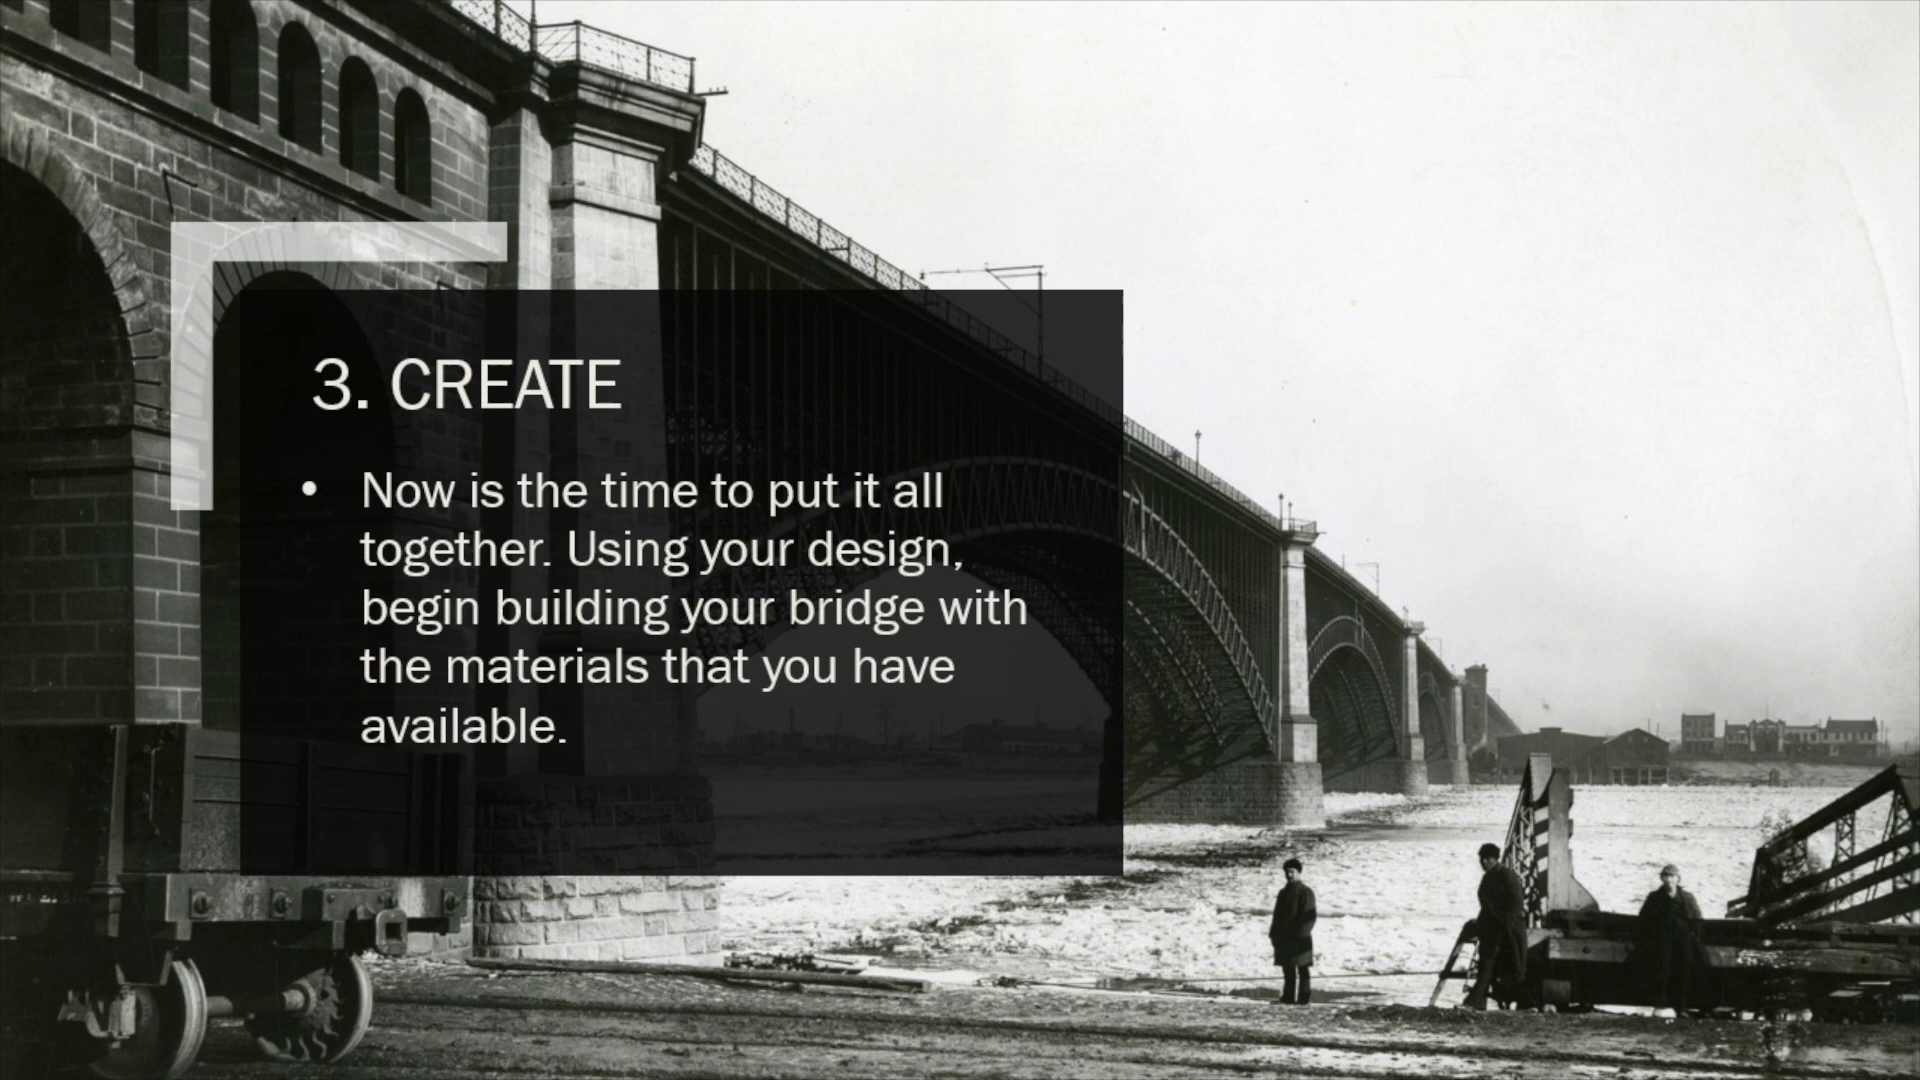 3. CREATE
• Now is the time to put it all
together. Using your design,
begin building your bridge with
the materials that you have
available.